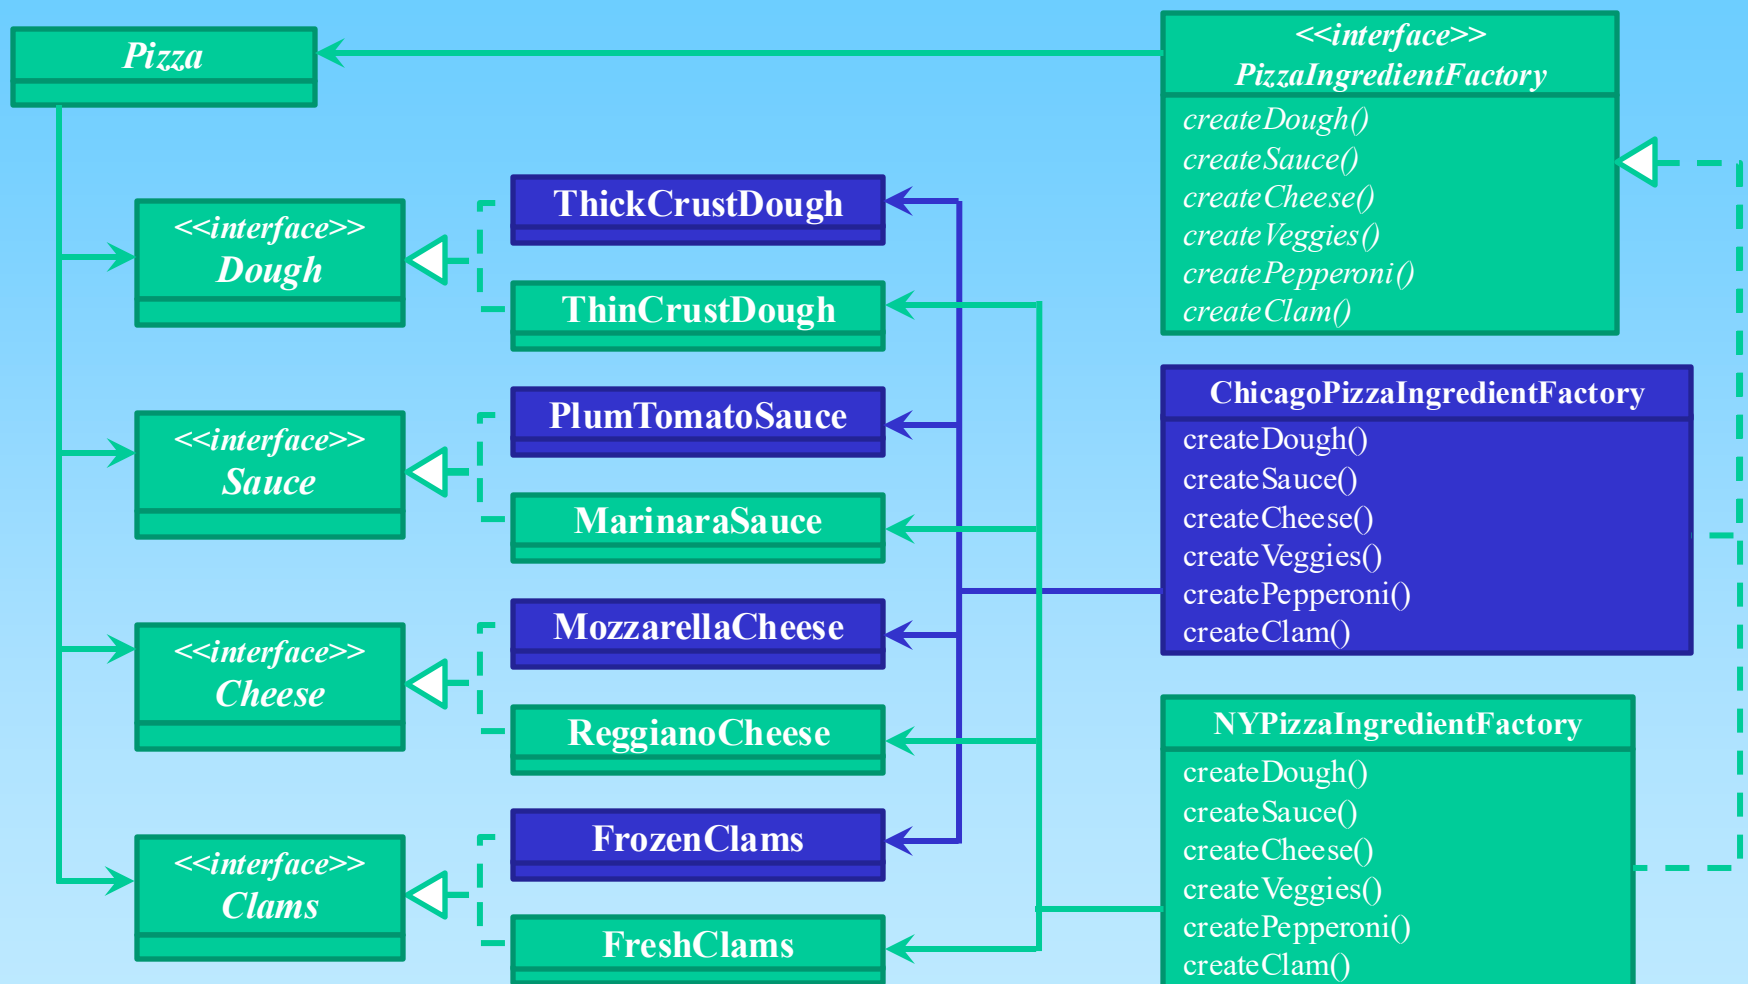 Pizza
<<interface>>
PizzaIngredientFactory
createDough()
createSauce()
createCheese()
createVeggies()
createPepperoni()
createClam()
<<interface>>
Dough
ThickCrustDough
ThinCrustDough
<<interface>>
Sauce
PlumTomatoSauce
MarinaraSauce
<<interface>>
Cheese
MozzarellaCheese
ReggianoCheese
<<interface>>
Clams
FrozenClams
FreshClams
ChicagoPizzaIngredientFactory
createDough()
createSauce()
createCheese()
createVeggies()
createPepperoni()
createClam()
NYPizzaIngredientFactory
createDough()
createSauce()
createCheese()
createVeggies()
createPepperoni()
createClam()